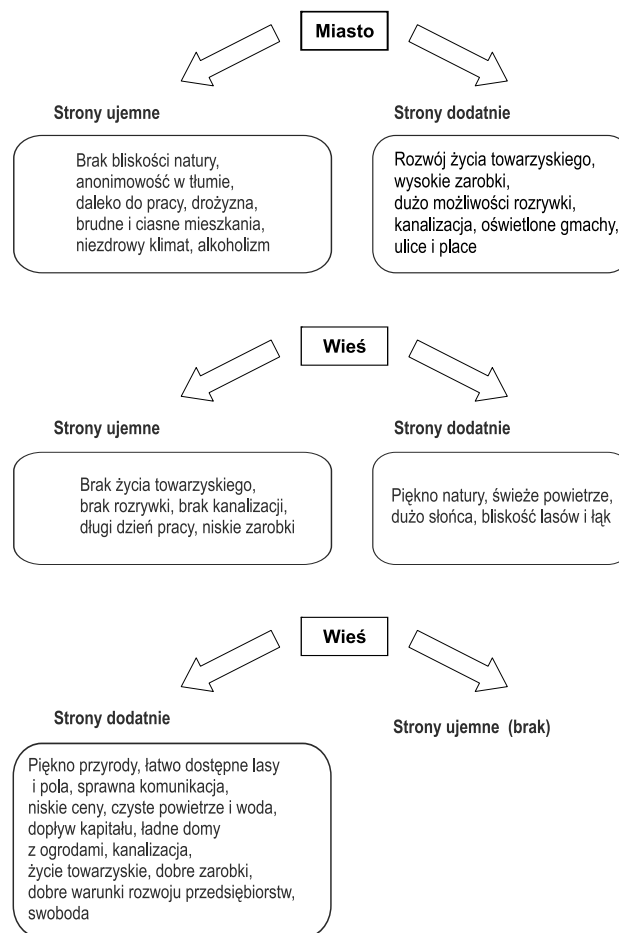 Miasto
Strony ujemne
Brak bliskości natury,
anonimowość w tłumie,
daleko do pracy, drożyzna,
brudne i ciasne mieszkania,
niezdrowy klimat, alkoholizm
Strony dodatnie
Rozwój życia towarzyskiego,
wysokie zarobki,
dużo możliwości rozrywki,
kanalizacja, oświetlone gmachy,
ulice i place
Wieś
Strony ujemne
Brak życia towarzyskiego,
brak rozrywki, brak kanalizacji,
długi dzień pracy, niskie zarobki
Strony dodatnie
Piękno natury, świeże powietrze,
dużo słońca, bliskość lasów i łąk
Wieś
Strony dodatnie
Piękno przyrody, łatwo dostępne lasy
i pola, sprawna komunikacja,
niskie ceny, czyste powietrze i woda,
dopływ kapitału, ładne domy
z ogrodami, kanalizacja,
życie towarzyskie, dobre zarobki,
dobre warunki rozwoju przedsiębiorstw,
swoboda
Strony ujemne (brak)